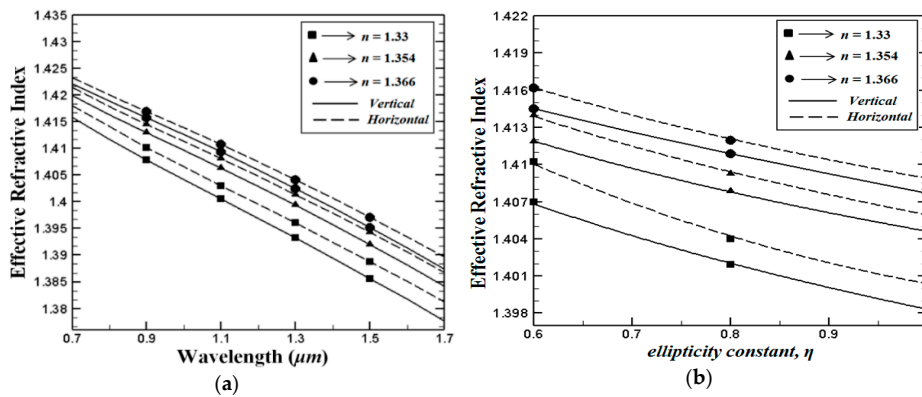 1.435
1.43
1.425
1.42
1.415
1.41
1.405
1.4
1.395
1.39
1.385
1.38
Effective Refractive Index
n = 1.33
n = 1.354
n = 1.366
Vertical
Horizontal
0.7 0.9 1.1 1.3 1.5 1.7
Wavelength (μm)
(a)
1.422
1.419
1.416
1.413
1.41
1.407
1.404
1.401
1.398
Effective Refractive Index
n = 1.33
n = 1.354
n = 1.366
Vertical
Horizontal
0.6 0.7 0.8 0.9
ellipticity constant, η
(b)